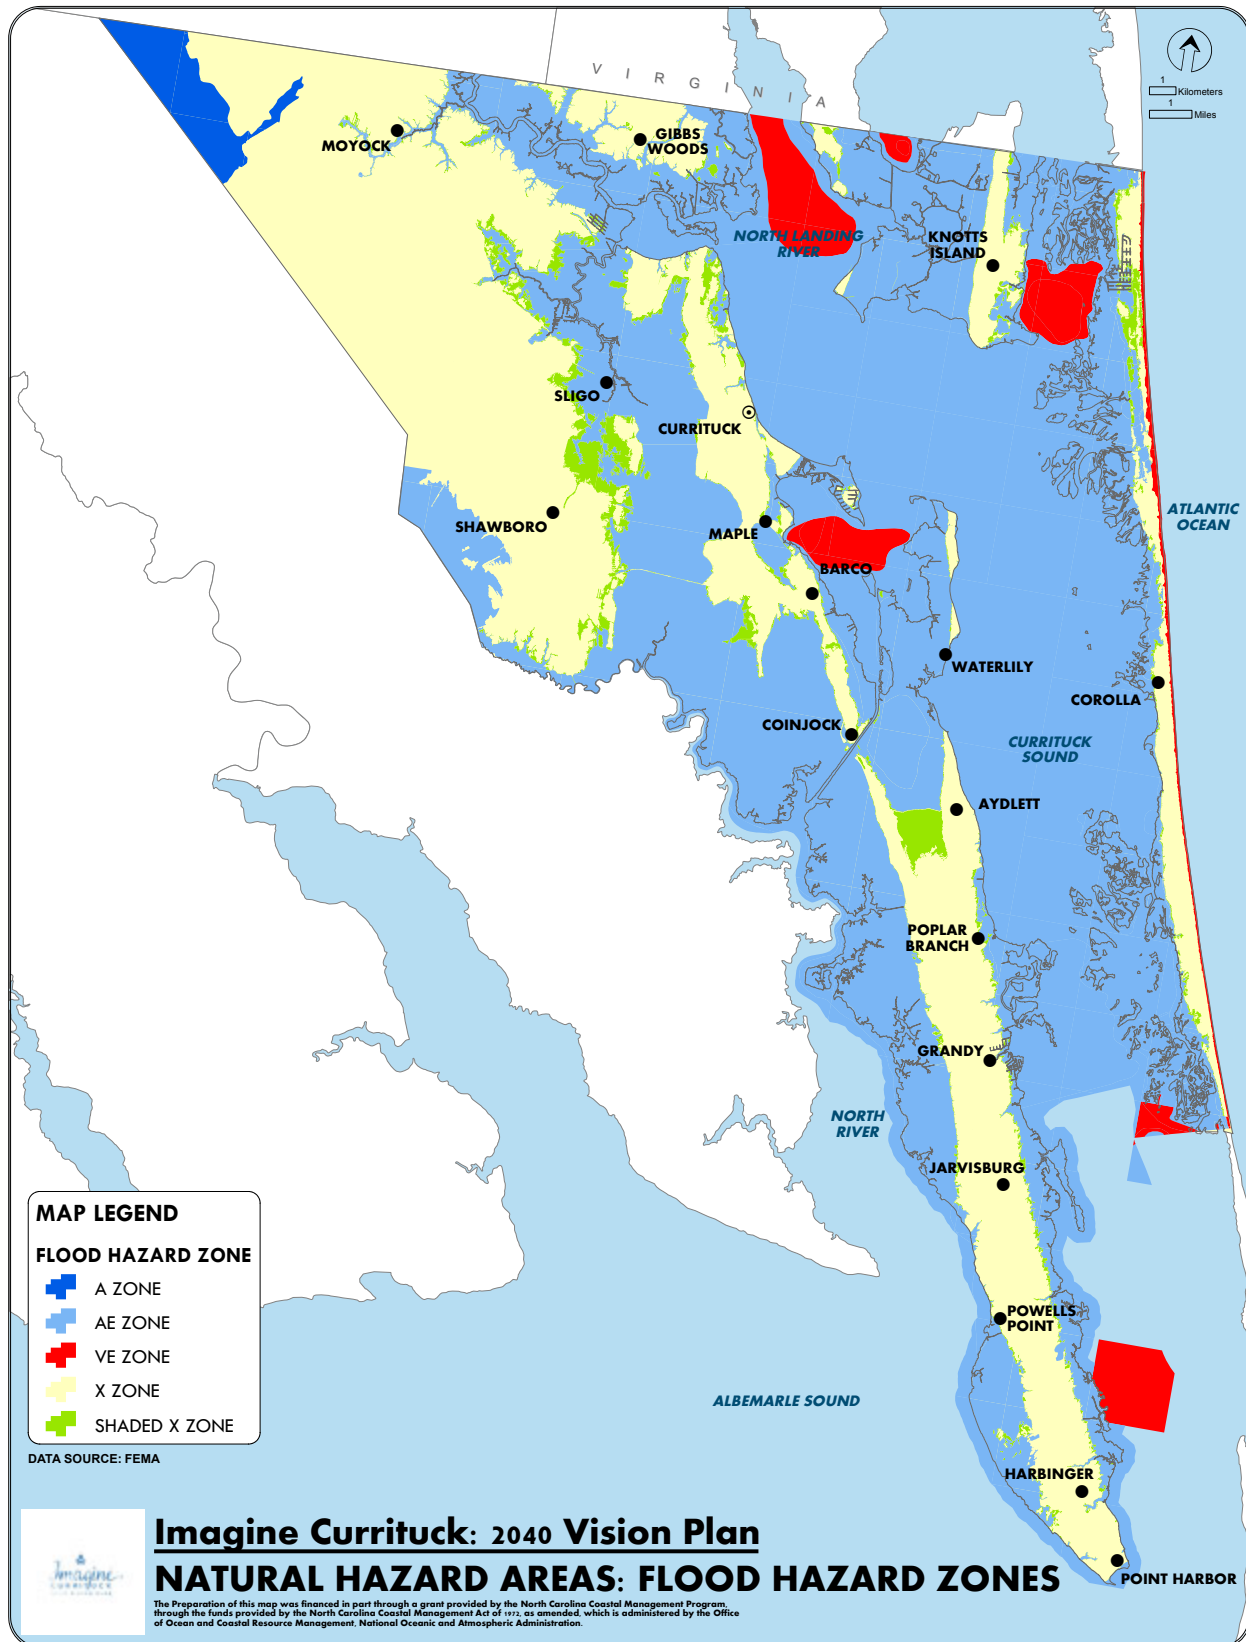 VIRGINIA
1
Kilometers
1
Miles
MOYOCK
GIBBS
WOODS
NORTH LANDING
RIVER
KNOTTS
ISLAND
SLIGO
CURRITUCK
ATLANTIC
OCEAN
SHAWBORO
MAPLE
BARCO
WATERLILY
COROLLA
COINJOCK
CURRITUCK
SOUND
AYDLETT
POPLAR
BRANCH
GRANDY
NORTH
RIVER
JARVISBURG
POWELLS
POINT
ALBEMARLE SOUND
HARBINGER
POINT HARBOR
MAP LEGEND
FLOOD HAZARD ZONE
A ZONE
AE ZONE
VE ZONE
X ZONE
SHADED X ZONE
DATA SOURCE: FEMA
Imagine
CURRITUCK
Imagine Currituck: 2040 Vision Plan
NATURAL HAZARD AREAS: FLOOD HAZARD ZONES
The Preparation of this map was financed in part through a grant provided by the North Carolina Coastal Management Program,
through the funds provided by the North Carolina Coastal Management Act of 1972, as amended, which is administered by the Office
of Ocean and Coastal Resource Management, National Oceanic and Atmospheric Administration.